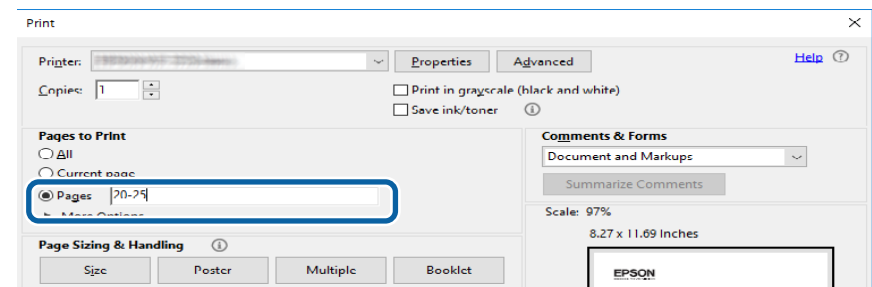 Print
Printer: Properties Advanced Help
Copies: 1 Print in grayscale (black and white)
Save ink/toner
Pages to Print
All
Current page
Pages 20-25
More Options
Comments & Forms
Document and Markups
Summarize Comments
Scale: 97%
8.27 x 11.69 Inches
Page Sizing & Handling
Size Poster Multiple Booklet
EPSON